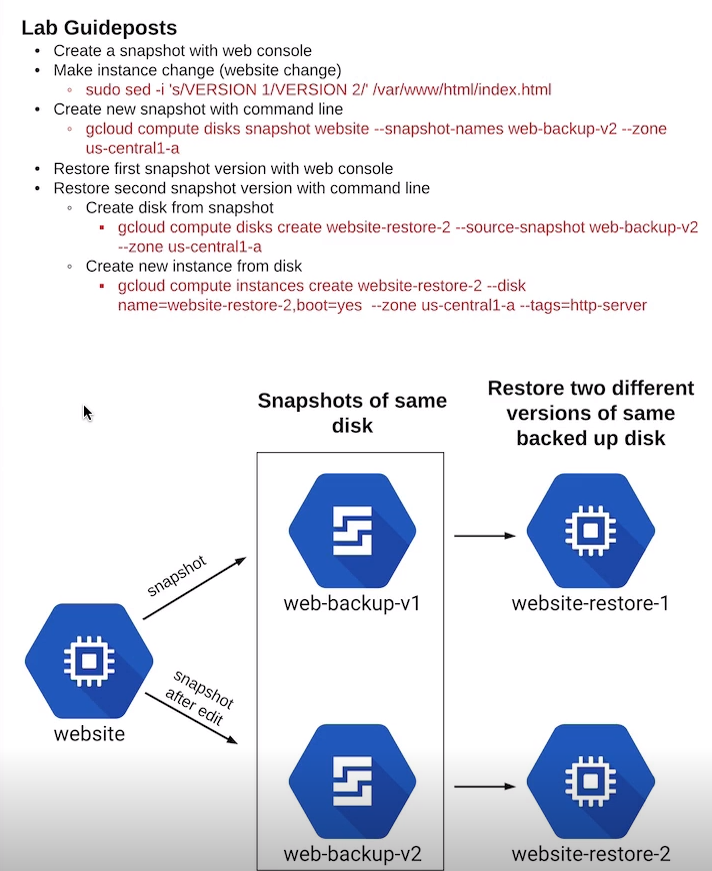 Lab Guideposts
• Create a snapshot with web console
• Make instance change (website change)
◦ sudo sed -i 's/VERSION 1/VERSION 2/' /var/www/html/index.html
• Create new snapshot with command line
◦ gcloud compute disks snapshot website --snapshot-names web-backup-v2 --zone
us-central1-a
• Restore first snapshot version with web console
• Restore second snapshot version with command line
◦ Create disk from snapshot
▪ gcloud compute disks create website-restore-2 --source-snapshot web-backup-v2
--zone us-central1-a
◦ Create new instance from disk
▪ gcloud compute instances create website-restore-2 --disk
name=website-restore-2,boot=yes  --zone us-central1-a --tags=http-server
Snapshots of same
disk
Restore two different
versions of same
backed up disk
snapshot
web-backup-v1
website-restore-1
snapshot
after edit
website
web-backup-v2
website-restore-2